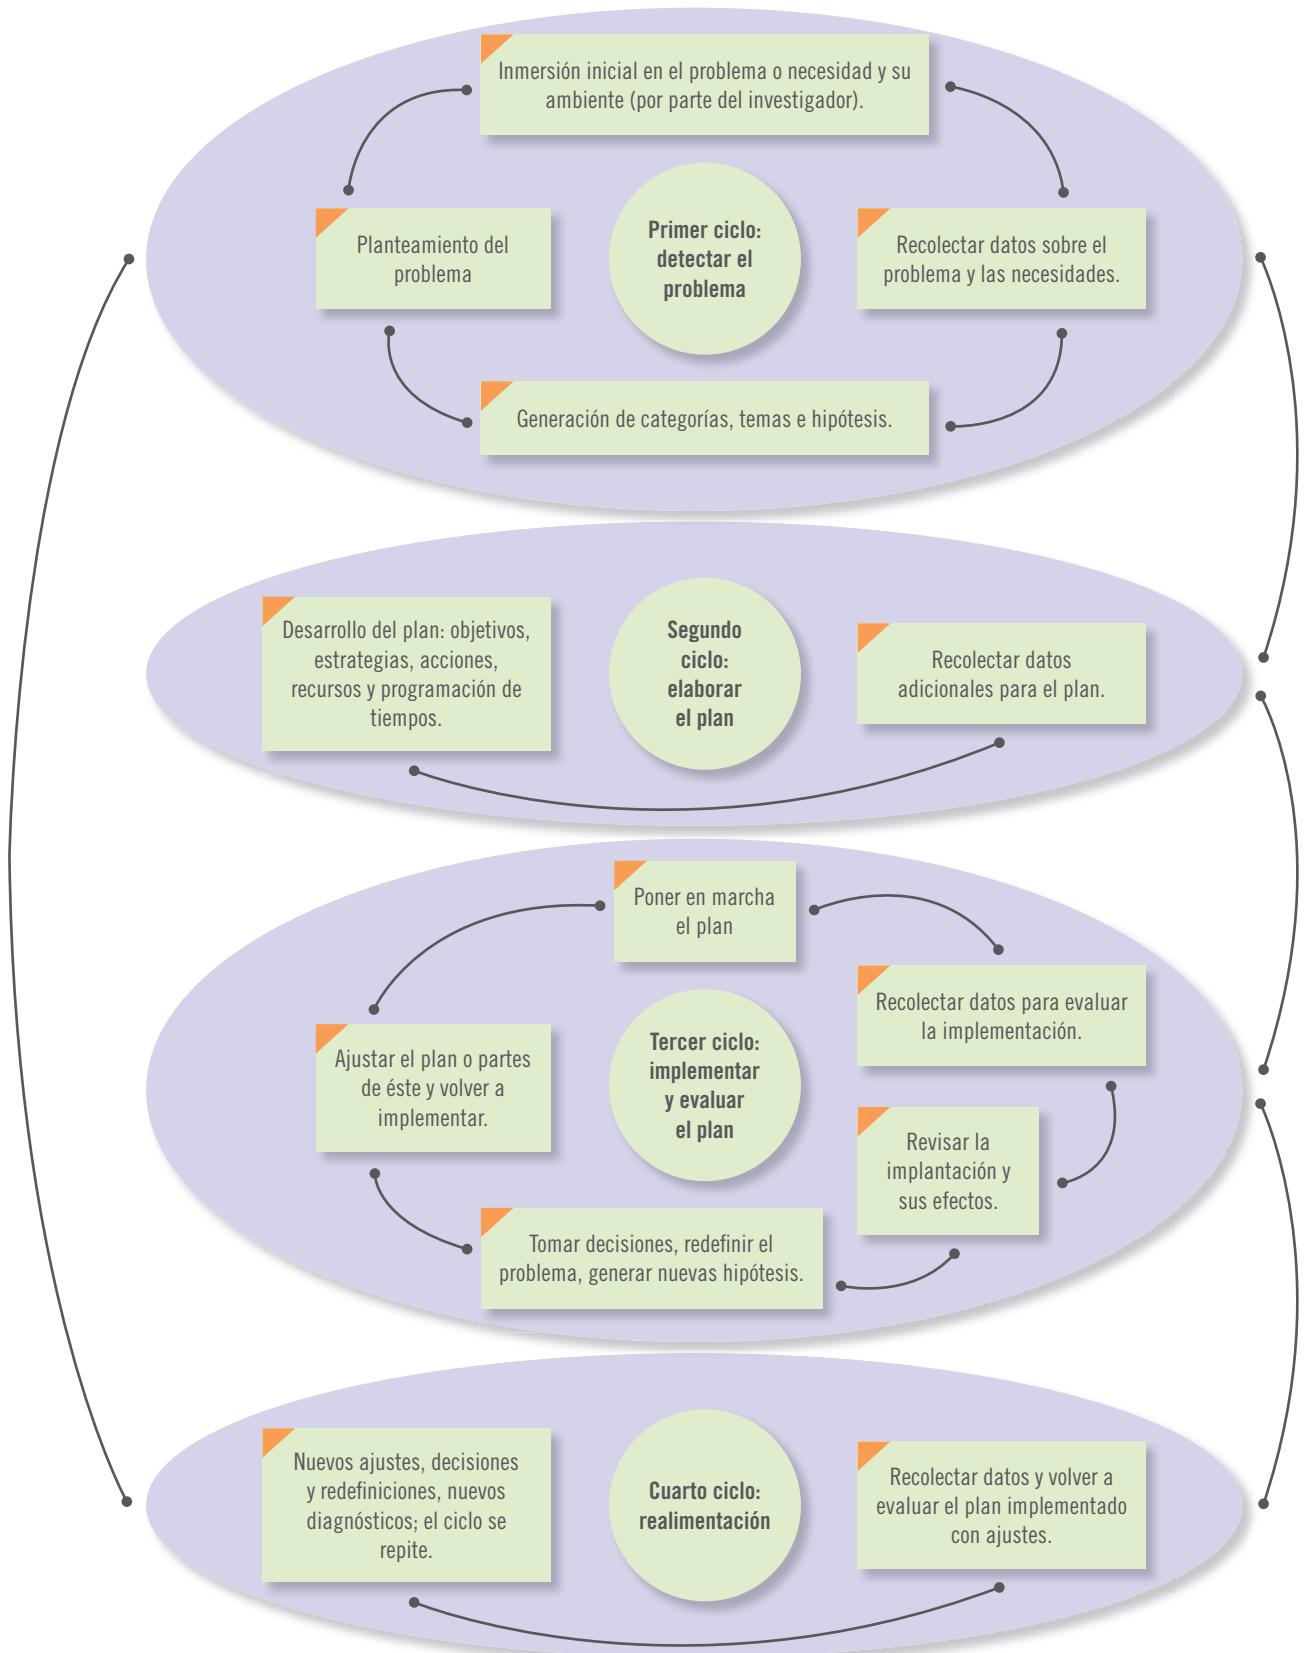 Inmersión inicial en el problema o necesidad y su
ambiente (por parte del investigador).
Planteamiento del
problema
Primer ciclo:
detectar el
problema
Recolectar datos sobre el
problema y las necesidades.
Generación de categorías, temas e hipótesis.
Desarrollo del plan: objetivos,
estrategias, acciones,
recursos y programación de
tiempos.
Segundo
ciclo:
elaborar
el plan
Recolectar datos
adicionales para el plan.
Poner en marcha
el plan
Recolectar datos para evaluar
la implementación.
Ajustar el plan o partes
de éste y volver a
implementar.
Tercer ciclo:
implementar
y evaluar
el plan
Revisar la
implantación y
sus efectos.
Tomar decisiones, redefinir el
problema, generar nuevas hipótesis.
Nuevos ajustes, decisiones
y redefiniciones, nuevos
diagnósticos; el ciclo se
repite.
Cuarto ciclo:
realimentación
Recolectar datos y volver a
evaluar el plan implementado
con ajustes.